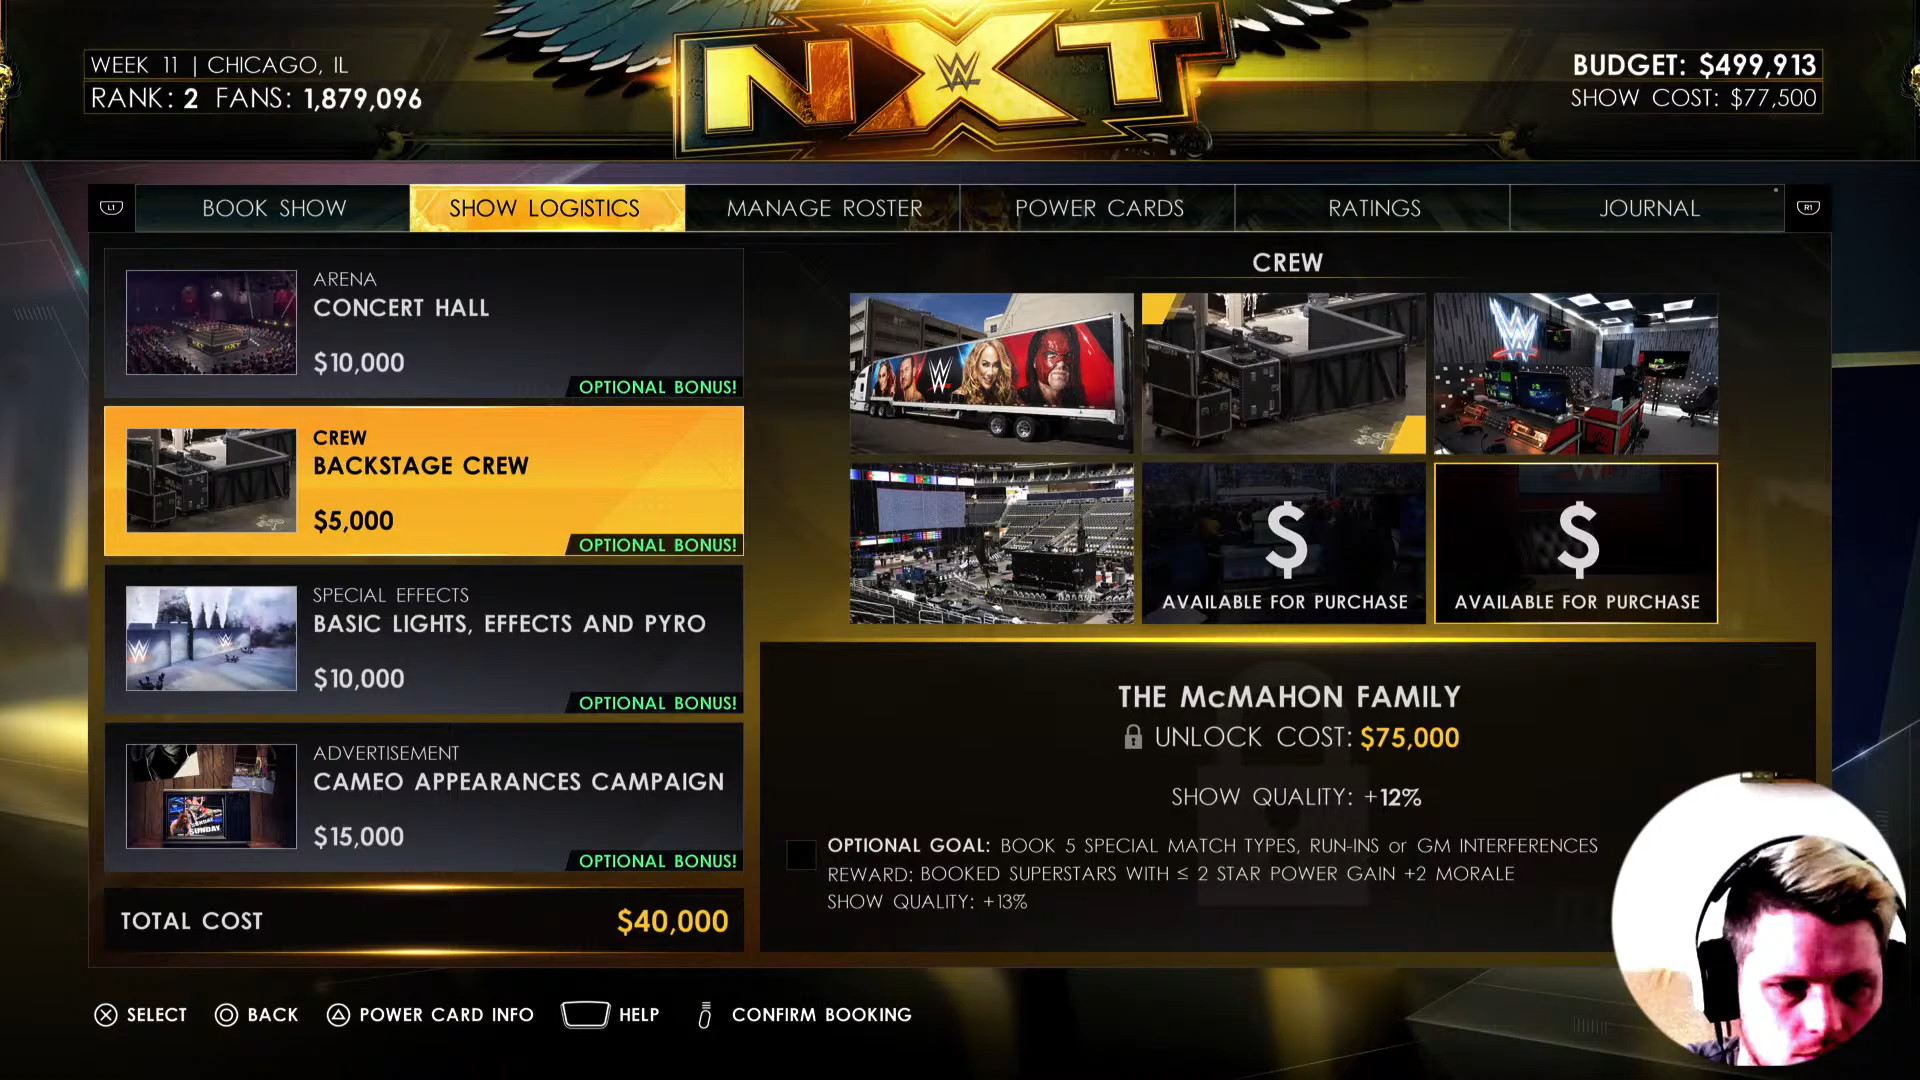 WEEK 11 | CHICAGO, IL
RANK: 2 FANS: 1,879,096
NXT
W
BUDGET: $499,913
SHOW COST: $77,500
L1
BOOK SHOW
SHOW LOGISTICS
MANAGE ROSTER
POWER CARDS
RATINGS
JOURNAL
R1
ARENA
CONCERT HALL
$10,000
OPTIONAL BONUS!
CREW
BACKSTAGE CREW
$5,000
OPTIONAL BONUS!
SPECIAL EFFECTS
BASIC LIGHTS, EFFECTS AND PYRO
$10,000
OPTIONAL BONUS!
ADVERTISEMENT
CAMEO APPEARANCES CAMPAIGN
$15,000
OPTIONAL BONUS!
TOTAL COST $40,000
CREW
$
AVAILABLE FOR PURCHASE
$
AVAILABLE FOR PURCHASE
THE McMAHON FAMILY
UNLOCK COST: $75,000
SHOW QUALITY: +12%
OPTIONAL GOAL: BOOK 5 SPECIAL MATCH TYPES, RUN-INS or GM INTERFERENCES
REWARD: BOOKED SUPERSTARS WITH ≤ 2 STAR POWER GAIN +2 MORALE
SHOW QUALITY: +13%
SELECT BACK POWER CARD INFO HELP CONFIRM BOOKING